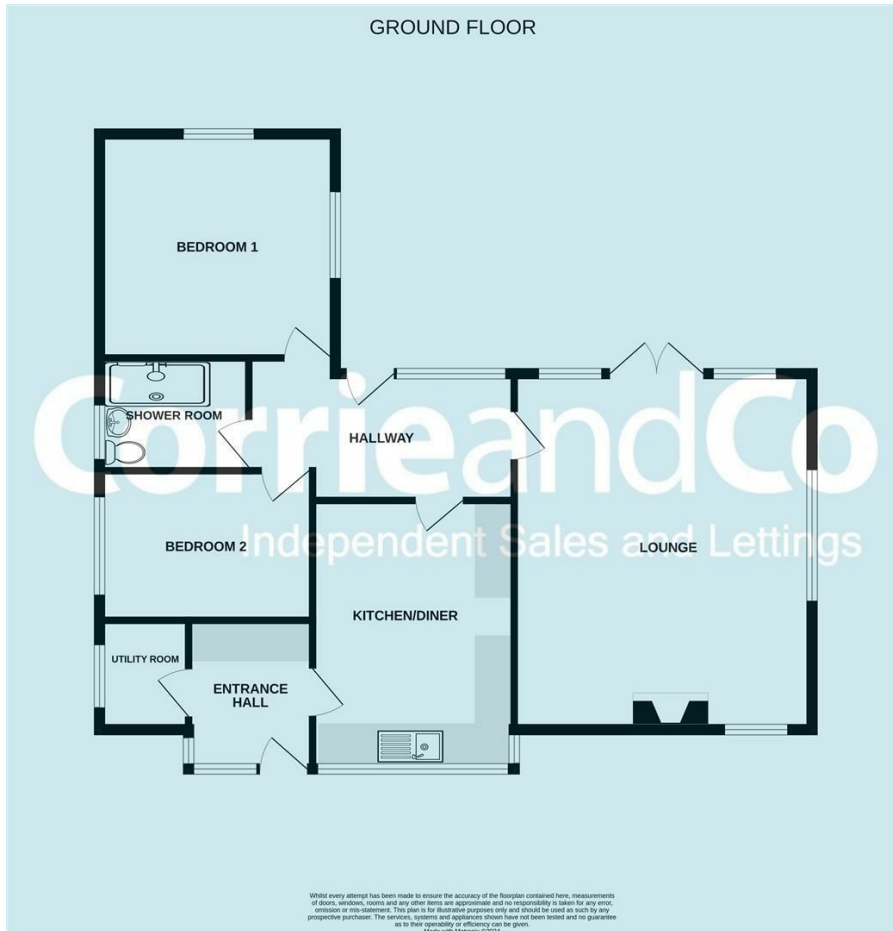 GROUND FLOOR
BEDROOM 1
SHOWER ROOM
HALLWAY
CorrieandCo
Independent Sales and Lettings
BEDROOM 2
LOUNGE
KITCHEN/DINER
UTILITY ROOM
ENTRANCE
HALL
Whilst every attempt has been made to ensure the accuracy of the floorplan contained here, measurements
of doors, windows, rooms and any other items are approximate and no responsibility is taken for any error,
omission or mis-statement. This plan is for illustrative purposes only and should be used as such by any
prospective purchaser. The services, systems and appliances shown have not been tested and no guarantee
as to their operability or efficiency can be given.
Made with Metropix ©2024